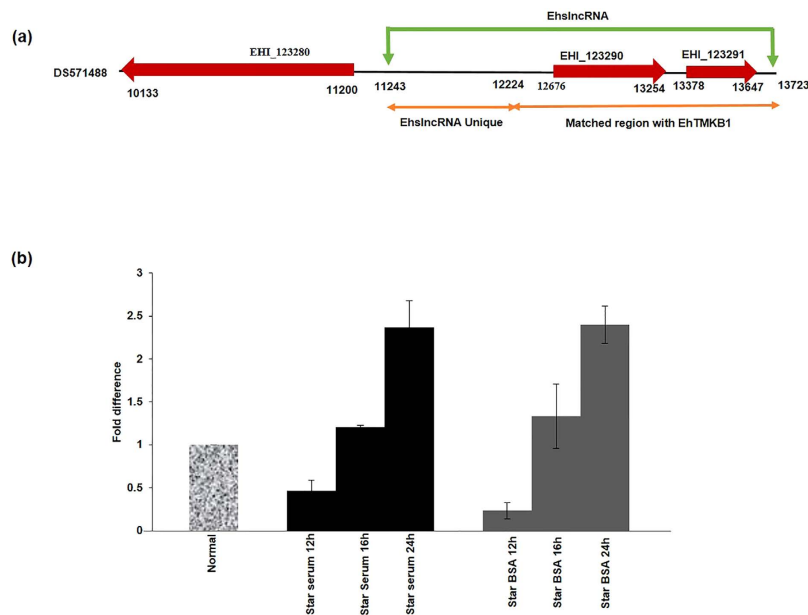 (a)
EhslncRNA
EHI_123280
EHI_123290
EHI_123291
DS571488
10133
11200
11243
12224
12676
13254
13378
13647
13723
EhslncRNA Unique
Matched region with EhTMKB1
(b)
Fold difference
3
2.5
2
1.5
1
0.5
0
Normal
Star serum 12h
Star Serum 16h
Star serum 24h
Star BSA 12h
Star BSA 16h
Star BSA 24h